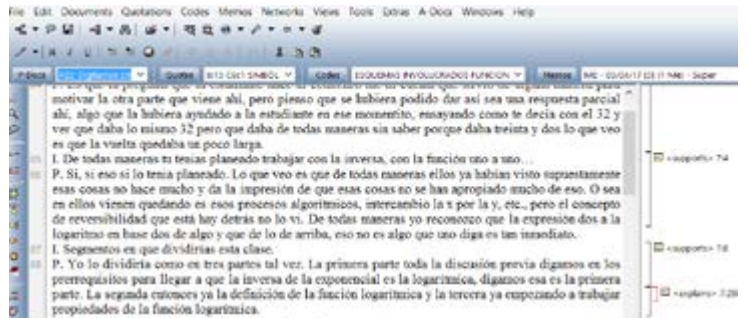 File Edit Documents Quotations Codes Memos Networks Views Tools Extras A-Docs Windows Help
P-Docs Quotes Codes ESQUEMAS INVOLUCRADOS FUNCION Memos ME - 03/04/17 Super
motivar la otra parte que viene ahí, pero pienso que se hubiera podido dar así sea una respuesta parcial
ahí, algo que la hubiera ayudado a la estudiante en ese momentito, ensayando como te decía con el 32 y
ver que daba lo mismo 32 pero que daba de todas maneras sin saber porque daba treinta y dos lo que veo
es que la vuelta quedaba un poco larga.
I. De todas maneras tu tenías planeado trabajar con la inversa, con la función uno a uno…
P. Si, si eso si lo tenía planeado. Lo que veo es que de todas maneras ellos ya habían visto supuestamente
esas cosas no hace mucho y da la impresión de que esas cosas no se han apropiado mucho de eso. O sea
en ellos vienen quedando es esos procesos algorítmicos, intercambio la x por la y, etc., pero el concepto
de reversibilidad que está hay detrás no lo vi. De todas maneras yo reconozco que la expresión dos a la
logaritmo en base dos de algo y que de lo de arriba, eso no es algo que uno diga es tan inmediato.
I. Segmentos en que dividirías esta clase.
P. Yo lo dividiría como en tres partes tal vez. La primera parte toda la discusión previa digamos en los
prerrequisitos para llegar a que la inversa de la exponencial es la logarítmica, digamos esa es la primera
parte. La segunda entonces ya la definición de la función logarítmica y la tercera ya empezando a trabajar
propiedades de la función logarítmica.
<supports>
<supports>
<explains>